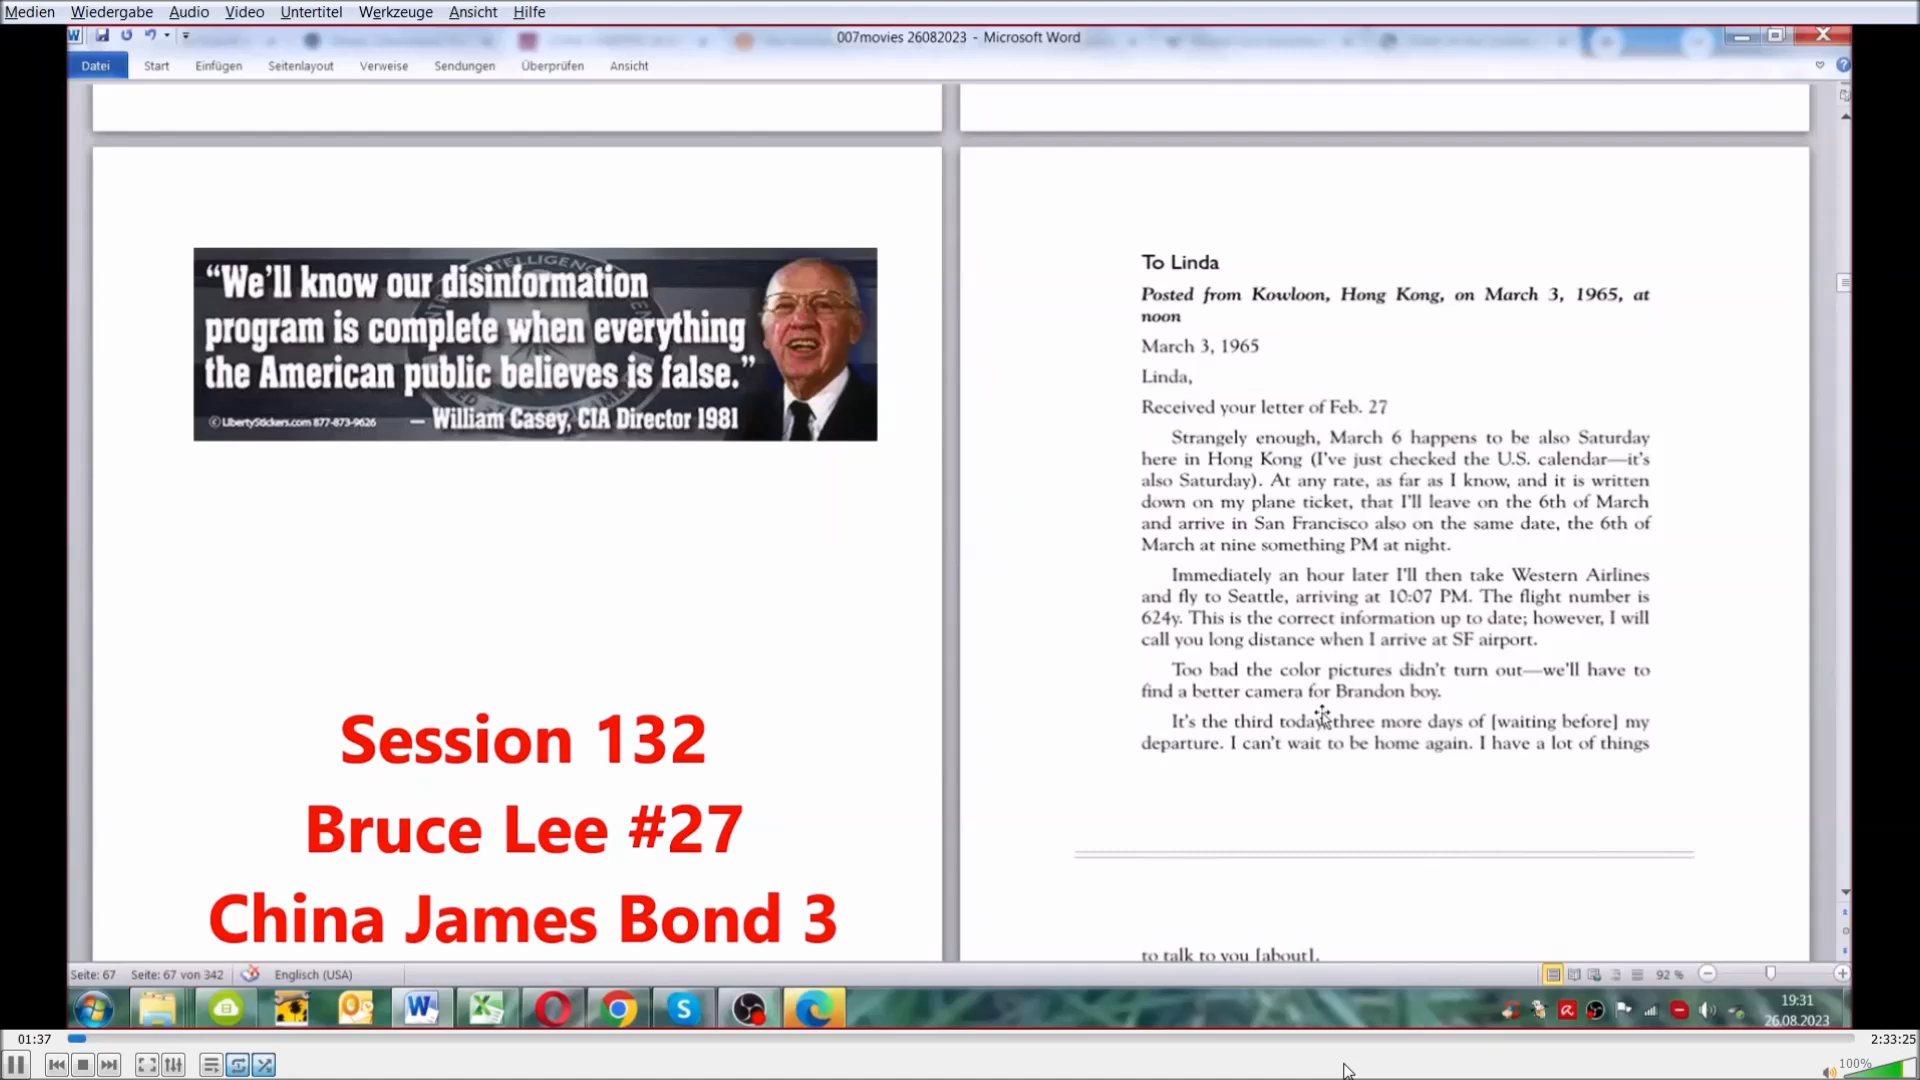 Medien Wiedergabe Audio Video Untertitel Werkzeuge Ansicht Hilfe
007movies 26082023 - Microsoft Word
Datei Start Einfügen Seitenlayout Verweise Sendungen Überprüfen Ansicht
“We’ll know our disinformation
program is complete when everything
the American public believes is false.”
© LibertyStickers.com 877-873-9626 — William Casey, CIA Director 1981
Session 132
Bruce Lee #27
China James Bond 3
To Linda
Posted from Kowloon, Hong Kong, on March 3, 1965, at
noon
March 3, 1965
Linda,
Received your letter of Feb. 27
Strangely enough, March 6 happens to be also Saturday
here in Hong Kong (I’ve just checked the U.S. calendar—it’s
also Saturday). At any rate, as far as I know, and it is written
down on my plane ticket, that I’ll leave on the 6th of March
and arrive in San Francisco also on the same date, the 6th of
March at nine something PM at night.
Immediately an hour later I’ll then take Western Airlines
and fly to Seattle, arriving at 10:07 PM. The flight number is
624y. This is the correct information up to date; however, I will
call you long distance when I arrive at SF airport.
Too bad the color pictures didn’t turn out—we’ll have to
find a better camera for Brandon boy.
It’s the third today, three more days of [waiting before] my
departure. I can’t wait to be home again. I have a lot of things
to talk to you [about].
Seite: 67 Seite: 67 von 342 Englisch (USA) 92 %
19:31
26.08.2023
01:37 2:33:25
100%